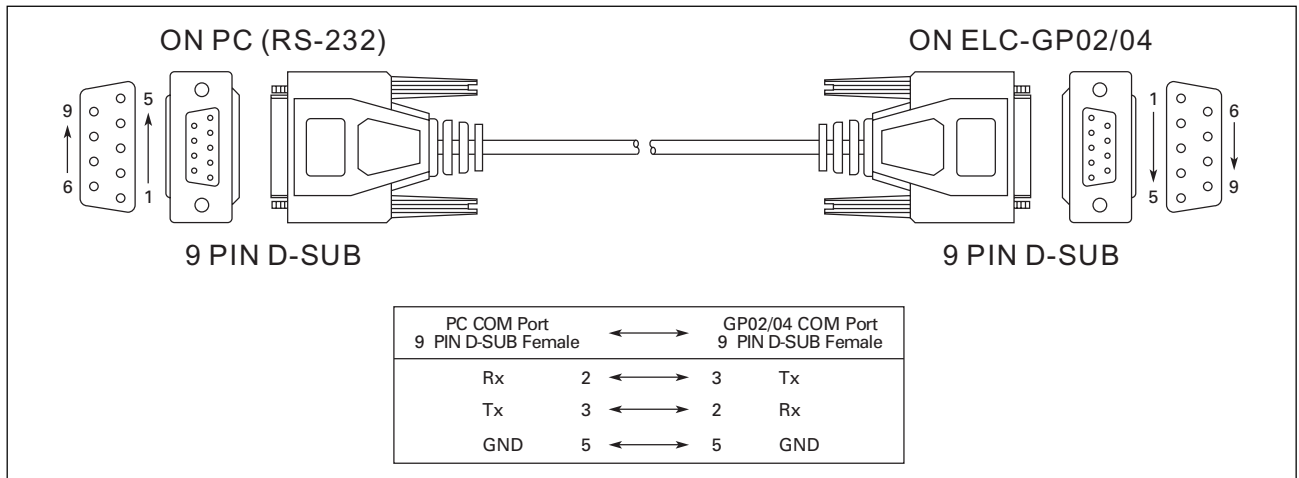 ON PC (RS-232)
ON ELC-GP02/04
9
5
6
1
1
6
5
9
9 PIN D-SUB
9 PIN D-SUB
PC COM Port
9 PIN D-SUB Female
GP02/04 COM Port
9 PIN D-SUB Female
Rx 2 3 Tx
Tx 3 2 Rx
GND 5 5 GND